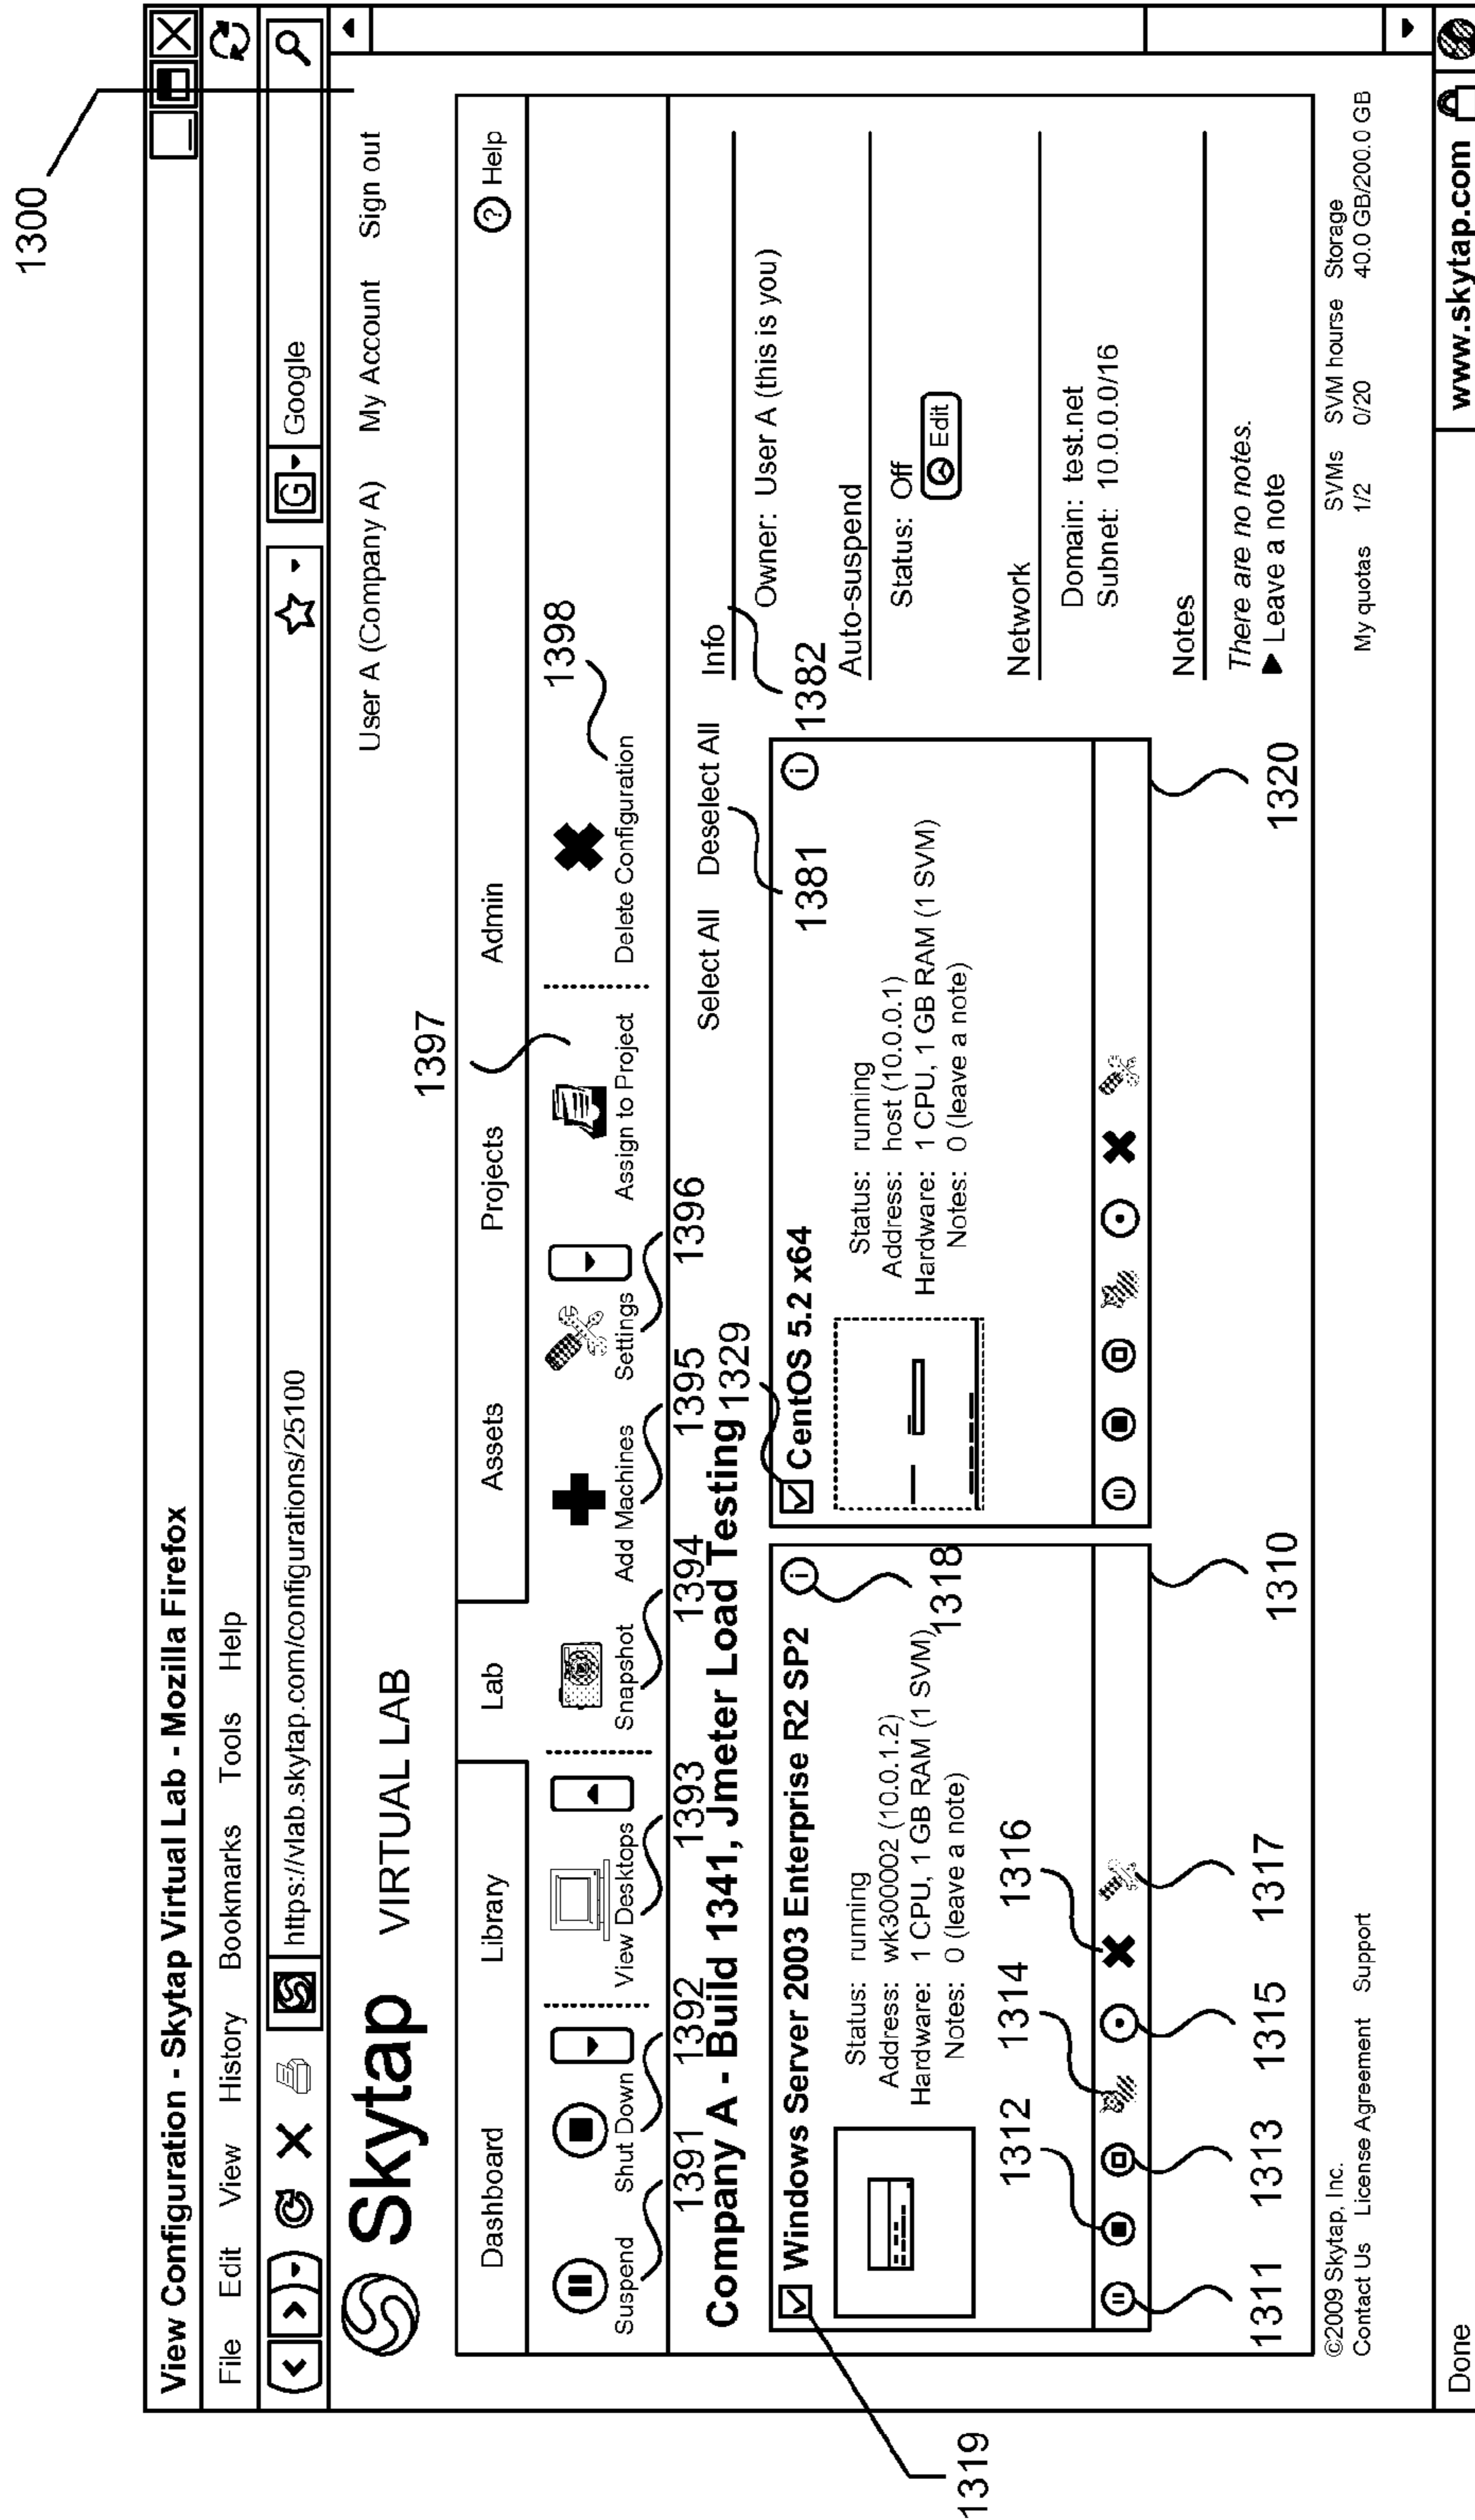 1300
View Configuration - Skytap Virtual Lab - Mozilla Firefox
File Edit View History Bookmarks Tools Help
https://vlab.skytap.com/configurations/25100 G Google
Skytap VIRTUAL LAB User A (Company A) My Account Sign out
1397
Dashboard Library Lab Assets Projects Admin ? Help
1398
Suspend Shut Down View Desktops Snapshot Add Machines Settings Assign to Project Delete Configuration
1391 1392 1393 1394 1395 1396
Company A - Build 1341, Jmeter Load Testing
Select All Deselect All
1329
1319
Windows Server 2003 Enterprise R2 SP2 i
Status: running
Address: wk300002 (10.0.1.2)
Hardware: 1 CPU, 1 GB RAM (1 SVM)
Notes: 0 (leave a note)
1318
1312 1314 1316
1311 1313 1315 1317
1310
CentOS 5.2 x64 i
1381
Status: running
Address: host (10.0.0.1)
Hardware: 1 CPU, 1 GB RAM (1 SVM)
Notes: 0 (leave a note)
1320
Info
1382
Owner: User A (this is you)
Auto-suspend
Status: Off
Edit
Network
Domain: test.net
Subnet: 10.0.0.0/16
Notes
There are no notes.
Leave a note
©2009 Skytap, Inc.
Contact Us License Agreement Support
SVMs SVM hourse Storage
My quotas 1/2 0/20 40.0 GB/200.0 GB
Done www.skytap.com